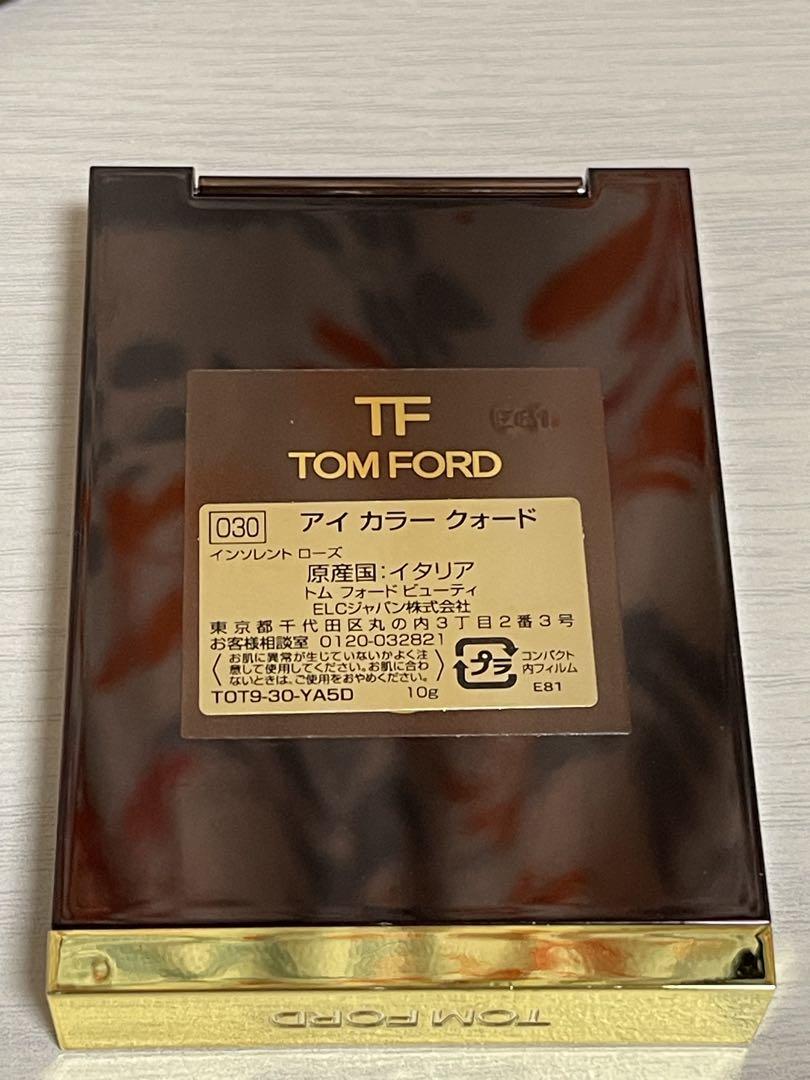 TF
TOM FORD
E81
030 アイ カラー クォード
インソレント ローズ
原産国:イタリア
トム フォード ビューティ
ELCジャパン株式会社
東京都千代田区丸の内3丁目2番3号
お客様相談室 0120-032821
〈お肌に異常が生じていないかよく注
意して使用してください。お肌に合わ
ないときは、ご使用をおやめください。〉
プラ
コンパクト
内フィルム
TOT9-30-YA5D 10g E81
TOM FORD